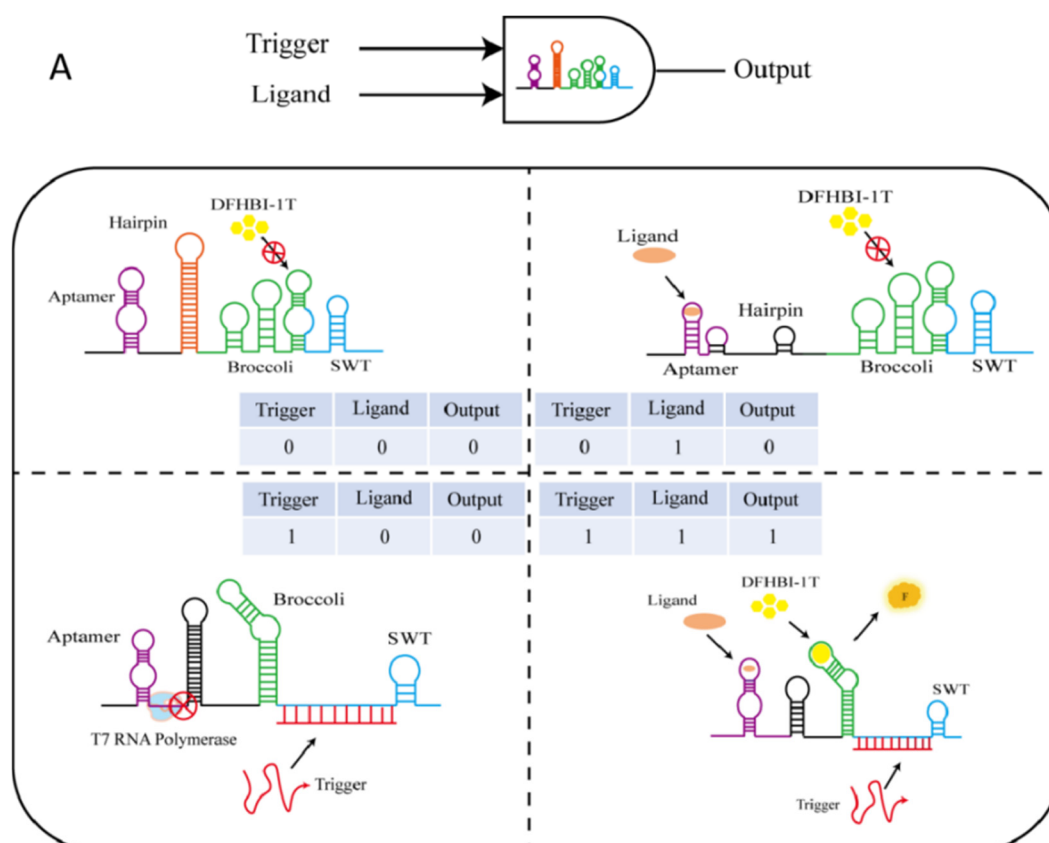 A
Trigger
Ligand
Output
Hairpin
DFHBI-1T
Aptamer
Broccoli
SWT
Trigger Ligand Output
0 0 0
DFHBI-1T
Ligand
Hairpin
Aptamer
Broccoli
SWT
Trigger Ligand Output
0 1 0
Trigger Ligand Output
1 0 0
Broccoli
Aptamer
SWT
T7 RNA Polymerase
Trigger
Trigger Ligand Output
1 1 1
DFHBI-1T
Ligand
F
SWT
Trigger